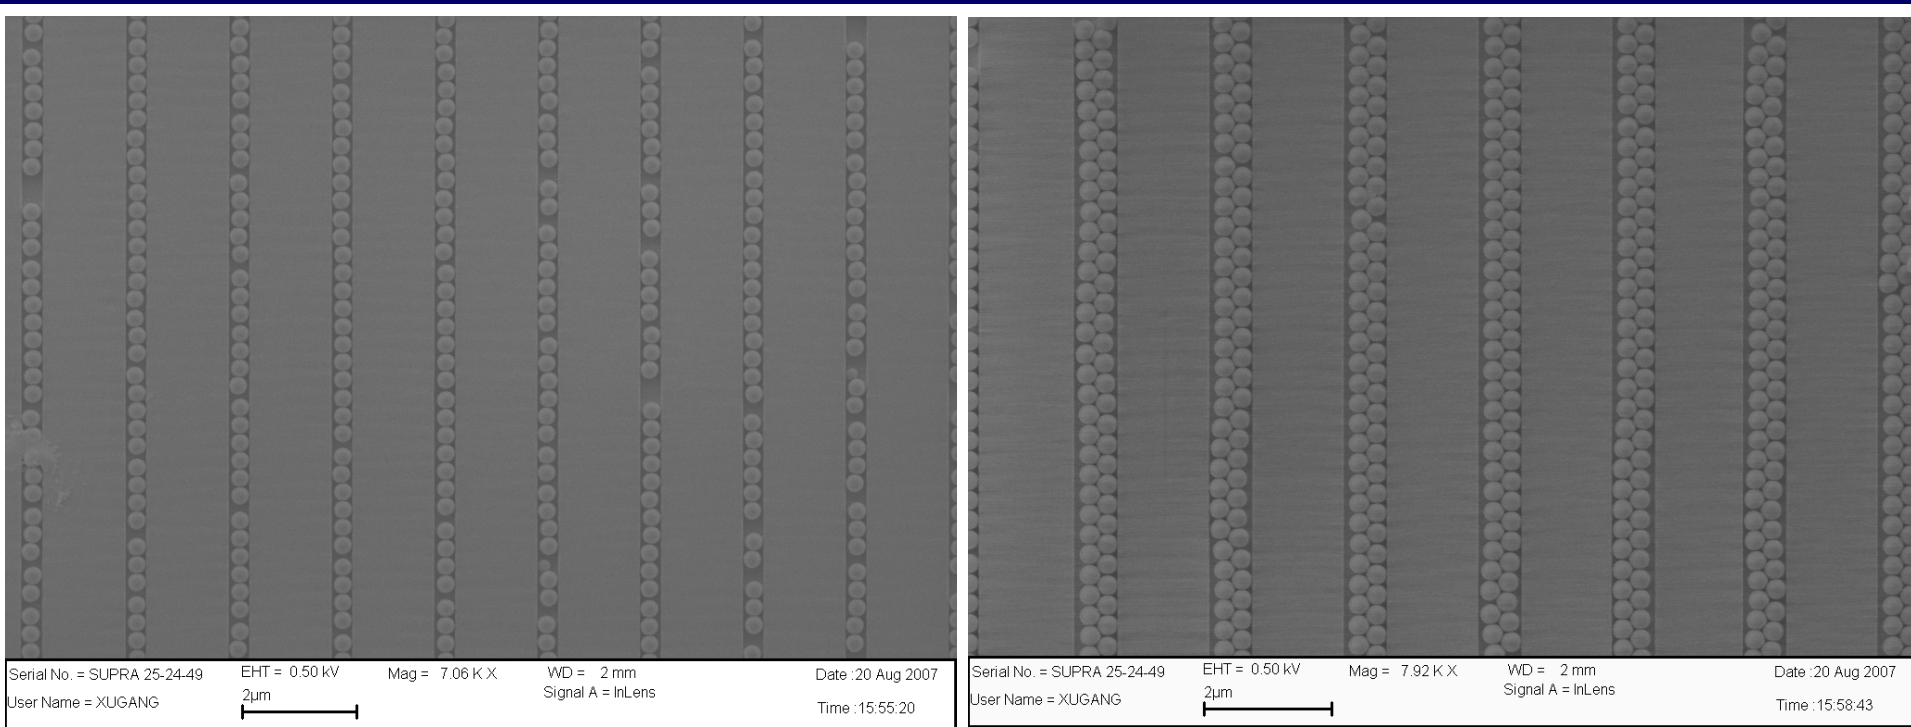 Serial No. = SUPRA 25-24-49 EHT = 0.50 kV Mag = 7.06 K X WD = 2 mm Date :20 Aug 2007
Signal A = InLens
User Name = XUGANG 2µm Time :15:55:20
Serial No. = SUPRA 25-24-49 EHT = 0.50 kV Mag = 7.92 K X WD = 2 mm Date :20 Aug 2007
Signal A = InLens
User Name = XUGANG 2µm Time :15:58:43